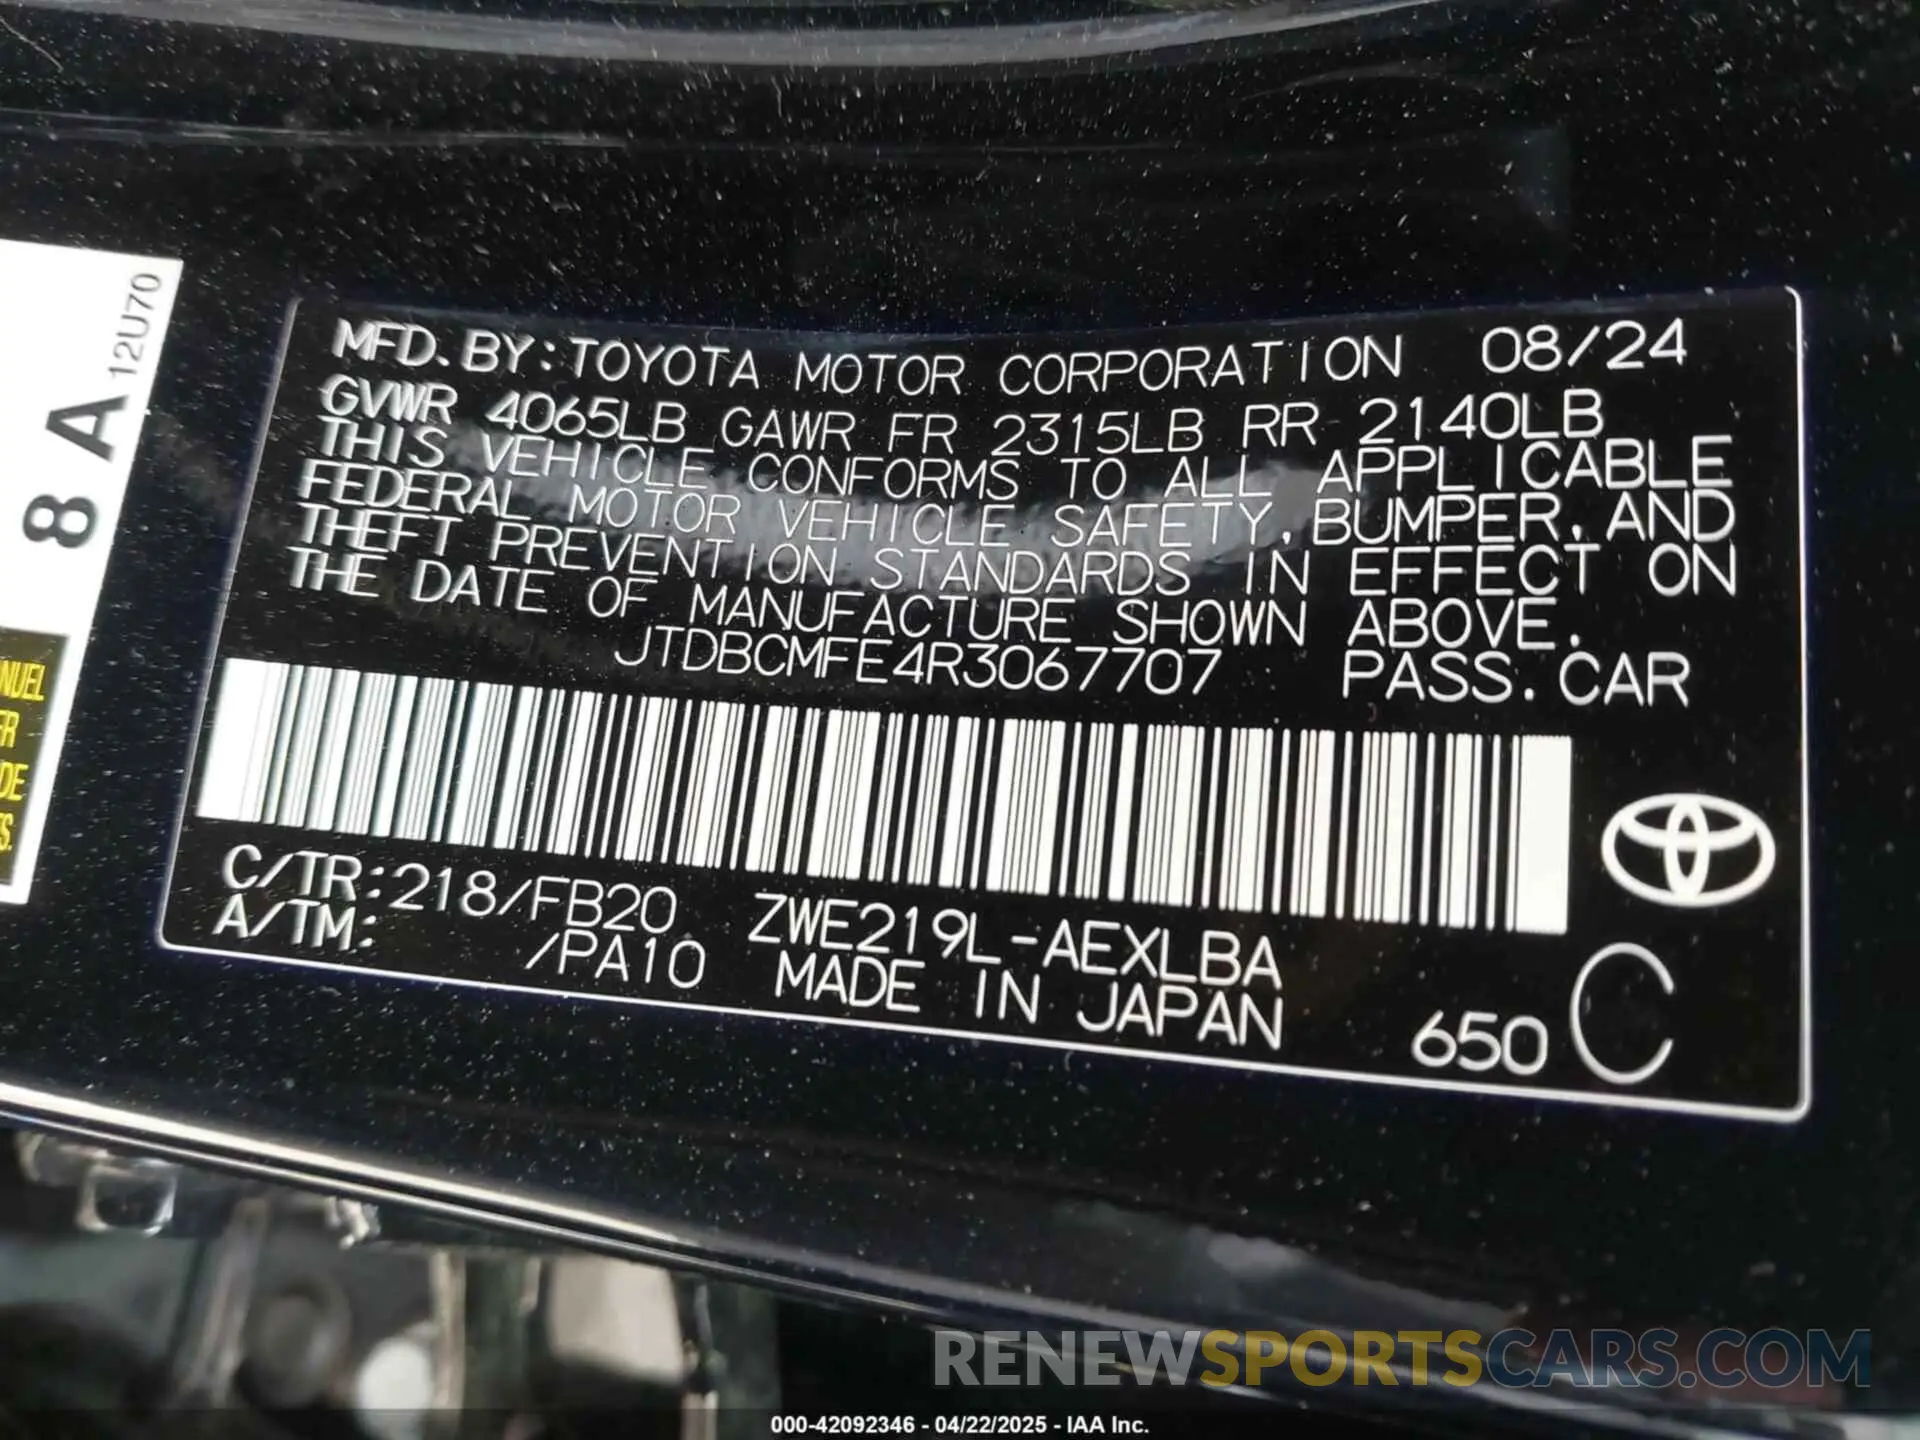 MFD. BY: TOYOTA MOTOR CORPORATION 08/24
GVWR 4065LB GAWR FR 2315LB RR 2140LB
THIS VEHICLE CONFORMS TO ALL APPLICABLE
FEDERAL MOTOR VEHICLE SAFETY, BUMPER, AND
THEFT PREVENTION STANDARDS IN EFFECT ON
THE DATE OF MANUFACTURE SHOWN ABOVE.
JTDBCMFE4R3067707 PASS. CAR
C/TR: 218/FB20 ZWE219L-AEXLBA
A/TM: /PA10 MADE IN JAPAN 650 C
8 A 12U70
NUEL
FR
DE
S.
RENEWSPORTSCARS.COM
000-42092346 - 04/22/2025 - IAA Inc.